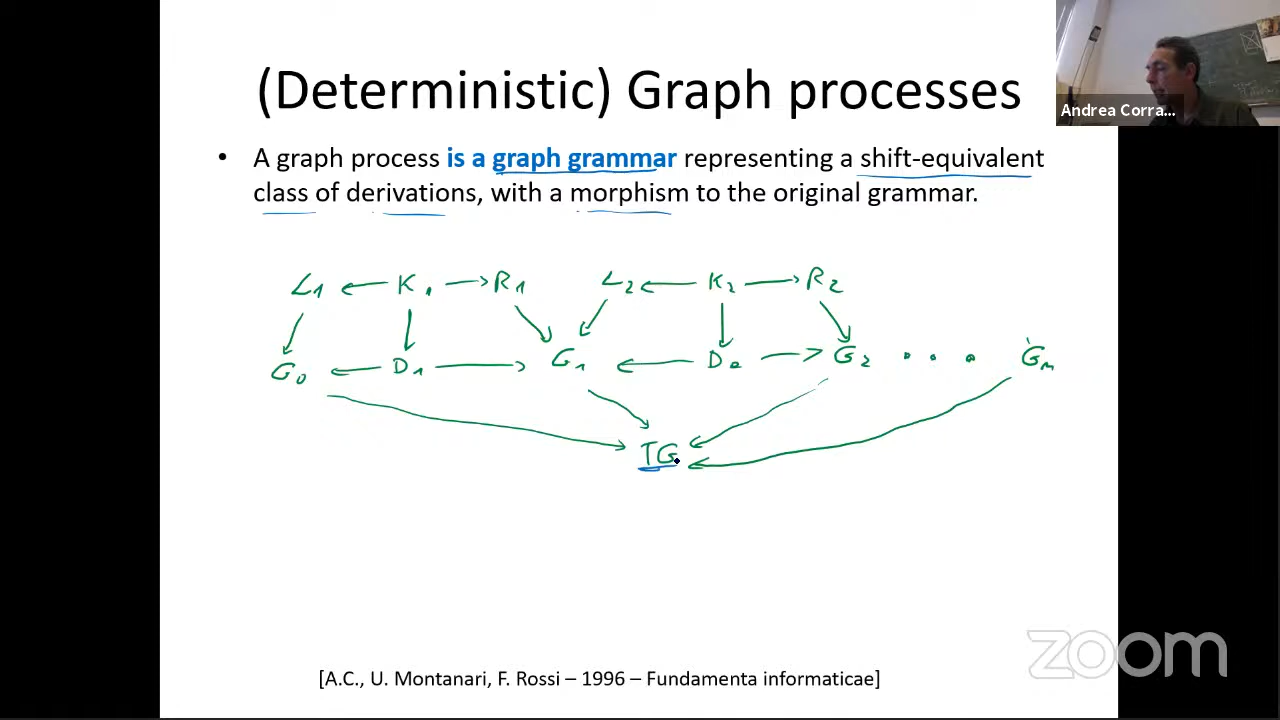 (Deterministic) Graph processes
Andrea Corra...
• A graph process is a graph grammar representing a shift-equivalent
class of derivations, with a morphism to the original grammar.
L1 ← K1 → R1 L2 ← K2 → R2
G0 ← D1 → G1 ← D2 → G2 . . . Gn
TG
zoom
[A.C., U. Montanari, F. Rossi – 1996 – Fundamenta informaticae]